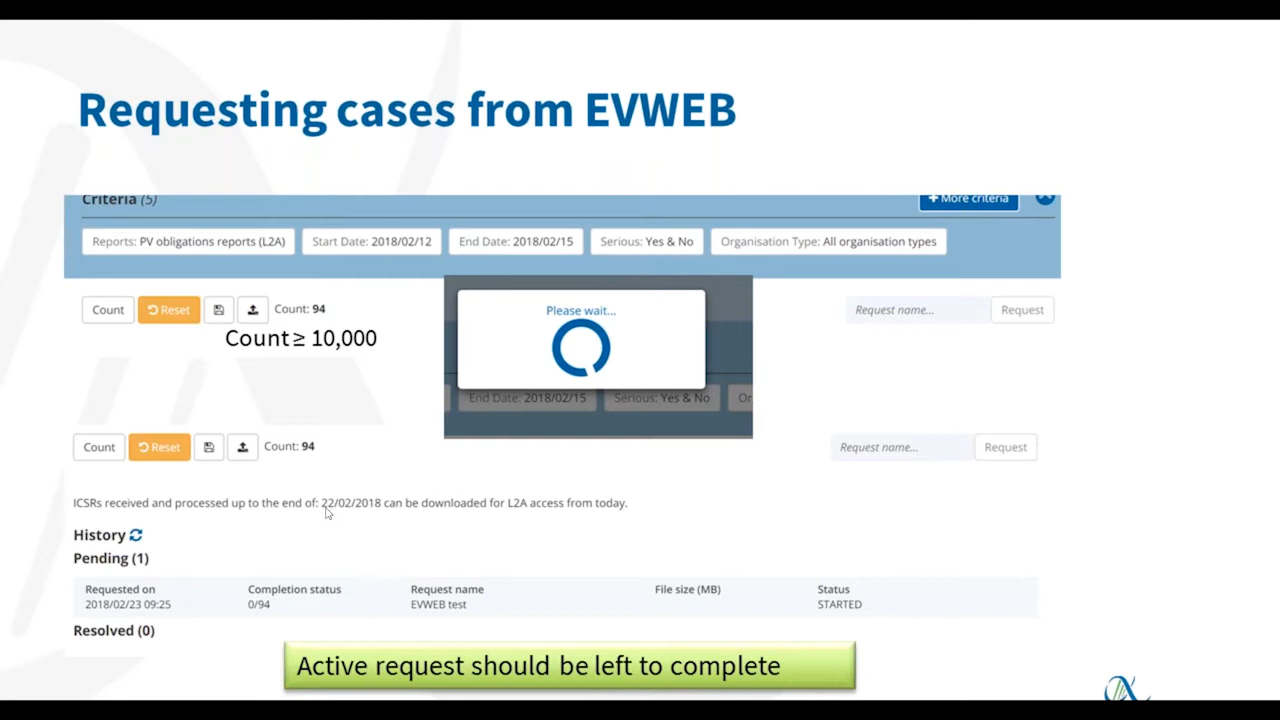 Requesting cases from EVWEB
Criteria (5)
+ More criteria
Reports: PV obligations reports (L2A) Start Date: 2018/02/12 End Date: 2018/02/15 Serious: Yes & No Organisation Type: All organisation types
Count Reset Count: 94 Request name... Request
Count ≥ 10,000
Please wait...
End Date: 2018/02/15 Serious: Yes & No Or
Count Reset Count: 94 Request name... Request
ICSRs received and processed up to the end of: 22/02/2018 can be downloaded for L2A access from today.
History
Pending (1)
Requested on Completion status Request name File size (MB) Status
2018/02/23 09:25 0/94 EVWEB test STARTED
Resolved (0)
Active request should be left to complete